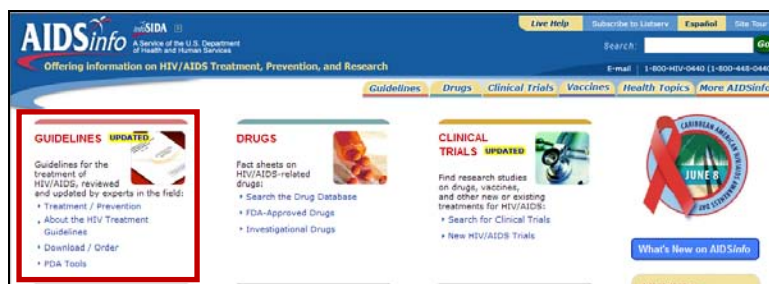 AIDSinfo infoSIDA
A Service of the U.S. Department
of Health and Human Services
Offering information on HIV/AIDS Treatment, Prevention, and Research
Live Help Subscribe to Listserv Español Site Tour
Search: Go
E-mail 1-800-HIV-0440 (1-800-448-0440
Guidelines Drugs Clinical Trials Vaccines Health Topics More AIDSinfo
GUIDELINES UPDATED
Guidelines for the
treatment of
HIV/AIDS, reviewed
and updated by experts in the field:
Treatment / Prevention
About the HIV Treatment
Guidelines
Download / Order
PDA Tools
DRUGS
Fact sheets on
HIV/AIDS-related
drugs:
Search the Drug Database
FDA-Approved Drugs
Investigational Drugs
CLINICAL
TRIALS UPDATED
Find research studies
on drugs, vaccines,
and other new or existing
treatments for HIV/AIDS:
Search for Clinical Trials
New HIV/AIDS Trials
CARIBBEAN AMERICAN
HIV/AIDS AWARENESS DAY
JUNE 8
What's New on AIDSinfo